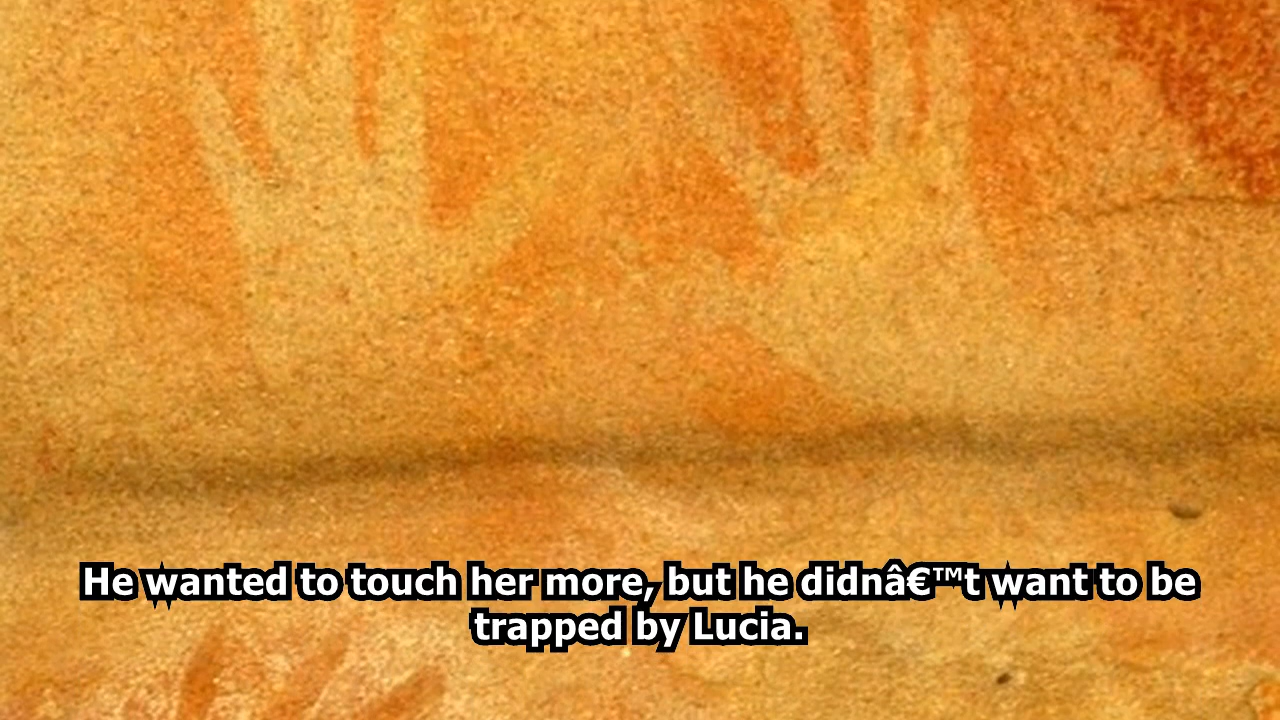 He wanted to touch her more, but he didnâ€™t want to be
trapped by Lucia.